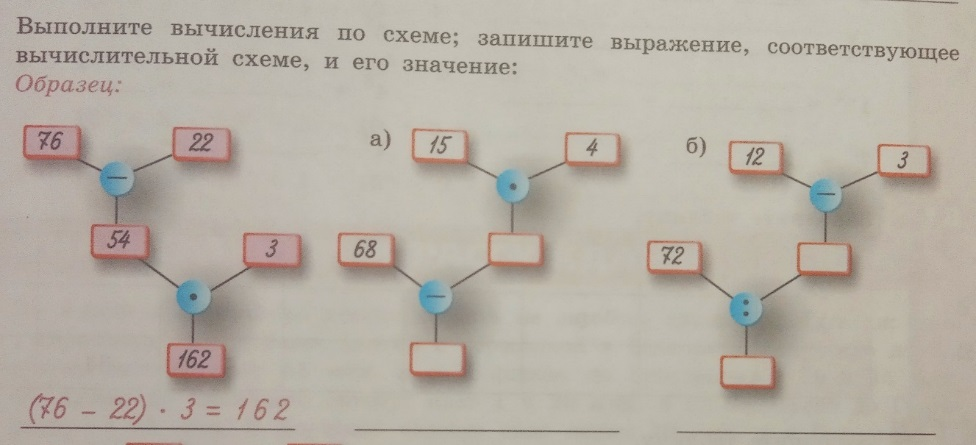 Выполните вычисления по схеме; запишите выражение, соответствующее
вычислительной схеме, и его значение:
Образец:
76 22
−
54 3
•
162
(76 − 22) · 3 = 162
а) 15 4
•
68
−
б) 12 3
−
72
: